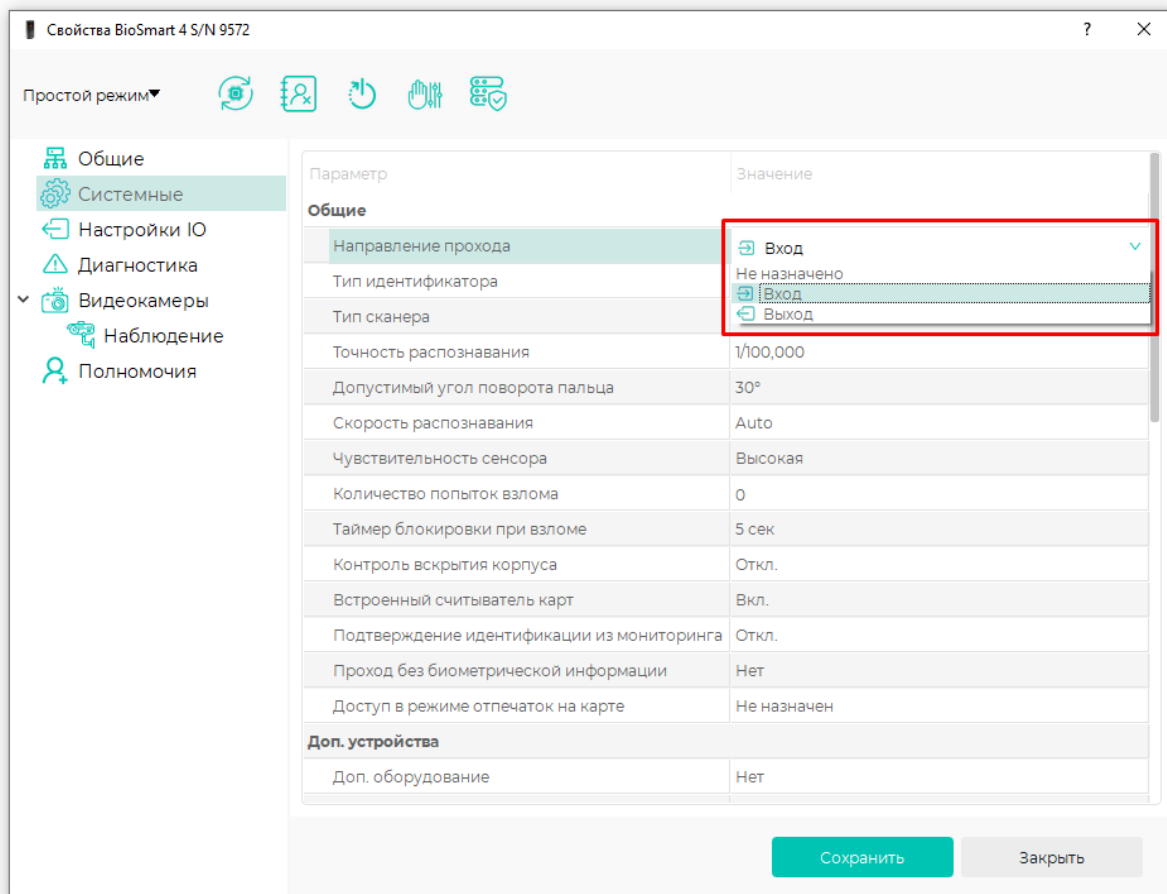 Свойства BioSmart 4 S/N 9572 ?
Простой режим
Общие
Системные
Настройки IO
Диагностика
Видеокамеры
Наблюдение
Полномочия
Параметр Значение
Общие
Направление прохода Вход
Не назначено
Вход
Выход
Тип идентификатора
Тип сканера
Точность распознавания 1/100,000
Допустимый угол поворота пальца 30°
Скорость распознавания Auto
Чувствительность сенсора Высокая
Количество попыток взлома 0
Таймер блокировки при взломе 5 сек
Контроль вскрытия корпуса Откл.
Встроенный считыватель карт Вкл.
Подтверждение идентификации из мониторинга Откл.
Проход без биометрической информации Нет
Доступ в режиме отпечаток на карте Не назначен
Доп. устройства
Доп. оборудование Нет
Сохранить Закрыть